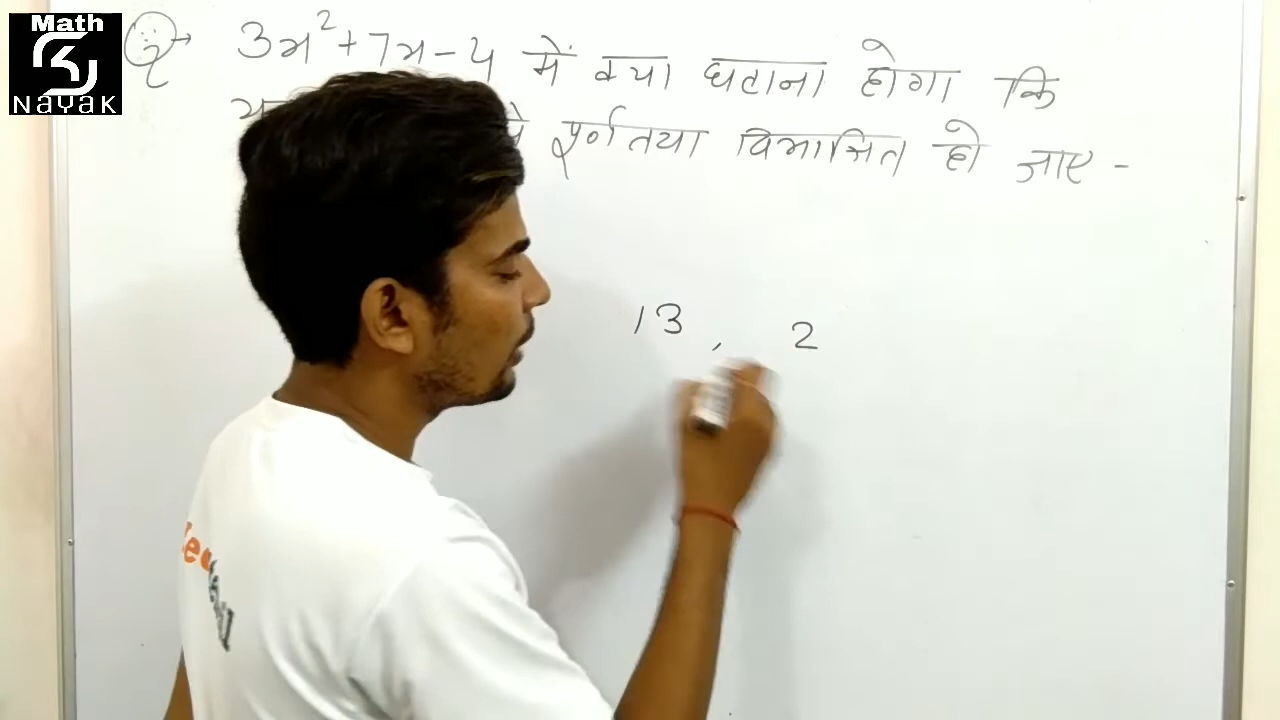 Math
NAYAK
Q → 3x² + 7x - 4 में क्या घटाना होगा कि
पूर्णतया विभाजित हो जाए -
13 , 2